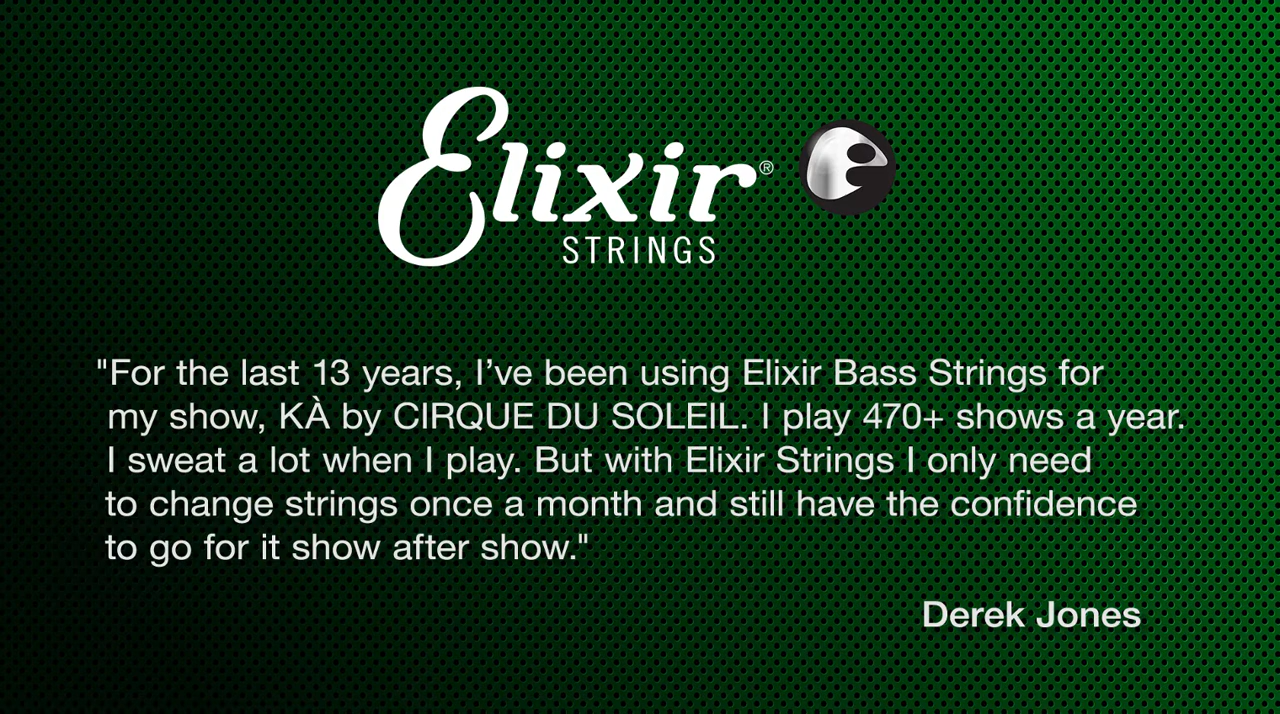 Elixir®
STRINGS
"For the last 13 years, I’ve been using Elixir Bass Strings for
my show, KÀ by CIRQUE DU SOLEIL. I play 470+ shows a year.
I sweat a lot when I play. But with Elixir Strings I only need
to change strings once a month and still have the confidence
to go for it show after show."
Derek Jones